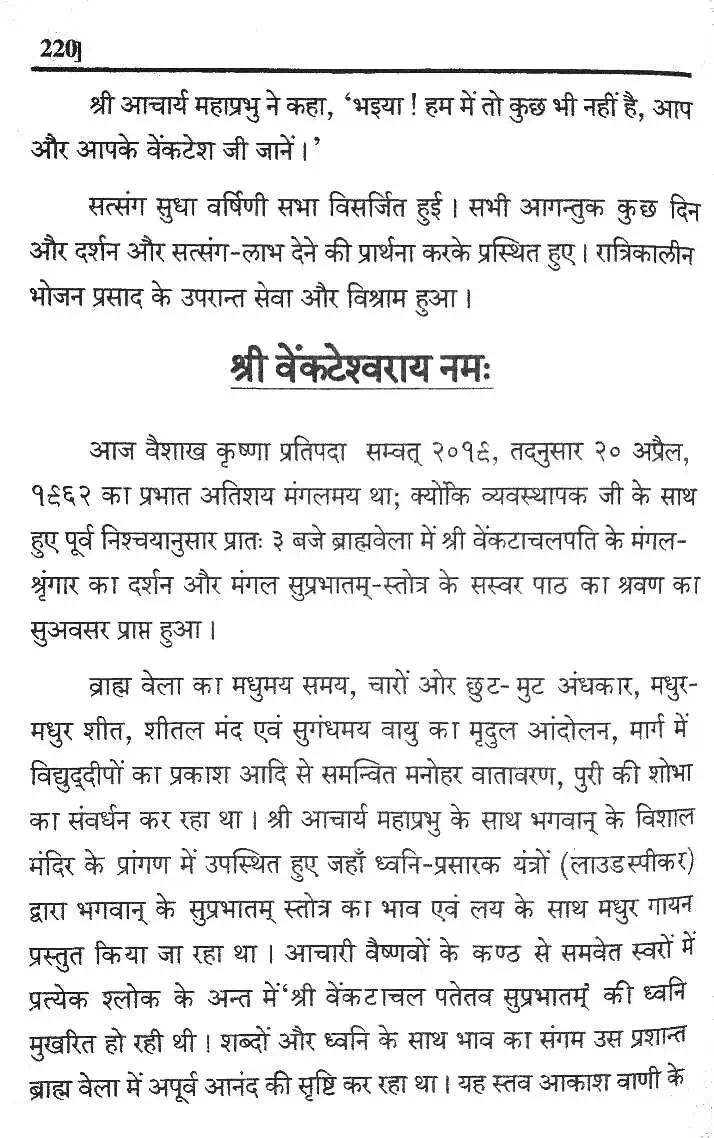 220]
श्री आचार्य महाप्रभु ने कहा, 'भइया ! हम में तो कुछ भी नहीं है, आप
और आपके वेंकटेश जी जानें।'
सत्संग सुधा वर्षिणी सभा विसर्जित हुई। सभी आगन्तुक कुछ दिन
और दर्शन और सत्संग-लाभ देने की प्रार्थना करके प्रस्थित हुए। रात्रिकालीन
भोजन प्रसाद के उपरान्त सेवा और विश्राम हुआ।
श्री वेंकटेश्वराय नमः
आज वैशाख कृष्णा प्रतिपदा सम्वत् २०१९, तदनुसार २० अप्रैल,
१९६२ का प्रभात अतिशय मंगलमय था; क्योंकि व्यवस्थापक जी के साथ
हुए पूर्व निश्चयानुसार प्रातः ३ बजे ब्राह्मवेला में श्री वेंकटाचलपति के मंगल-
श्रृंगार का दर्शन और मंगल सुप्रभातम्-स्तोत्र के सस्वर पाठ का श्रवण का
सुअवसर प्राप्त हुआ।
ब्राह्म वेला का मधुमय समय, चारों ओर छुट- मुट अंधकार, मधुर-
मधुर शीत, शीतल मंद एवं सुगंधमय वायु का मृदुल आंदोलन, मार्ग में
विद्युद्दीपों का प्रकाश आदि से समन्वित मनोहर वातावरण, पुरी की शोभा
का संवर्धन कर रहा था। श्री आचार्य महाप्रभु के साथ भगवान् के विशाल
मंदिर के प्रांगण में उपस्थित हुए जहाँ ध्वनि-प्रसारक यंत्रों (लाउडस्पीकर)
द्वारा भगवान् के सुप्रभातम् स्तोत्र का भाव एवं लय के साथ मधुर गायन
प्रस्तुत किया जा रहा था। आचारी वैष्णवों के कण्ठ से समवेत स्वरों में
प्रत्येक श्लोक के अन्त में 'श्री वेंकटाचल पतेतव सुप्रभातम्' की ध्वनि
मुखरित हो रही थी। शब्दों और ध्वनि के साथ भाव का संगम उस प्रशान्त
ब्राह्म वेला में अपूर्व आनंद की सृष्टि कर रहा था। यह स्तव आकाश वाणी के